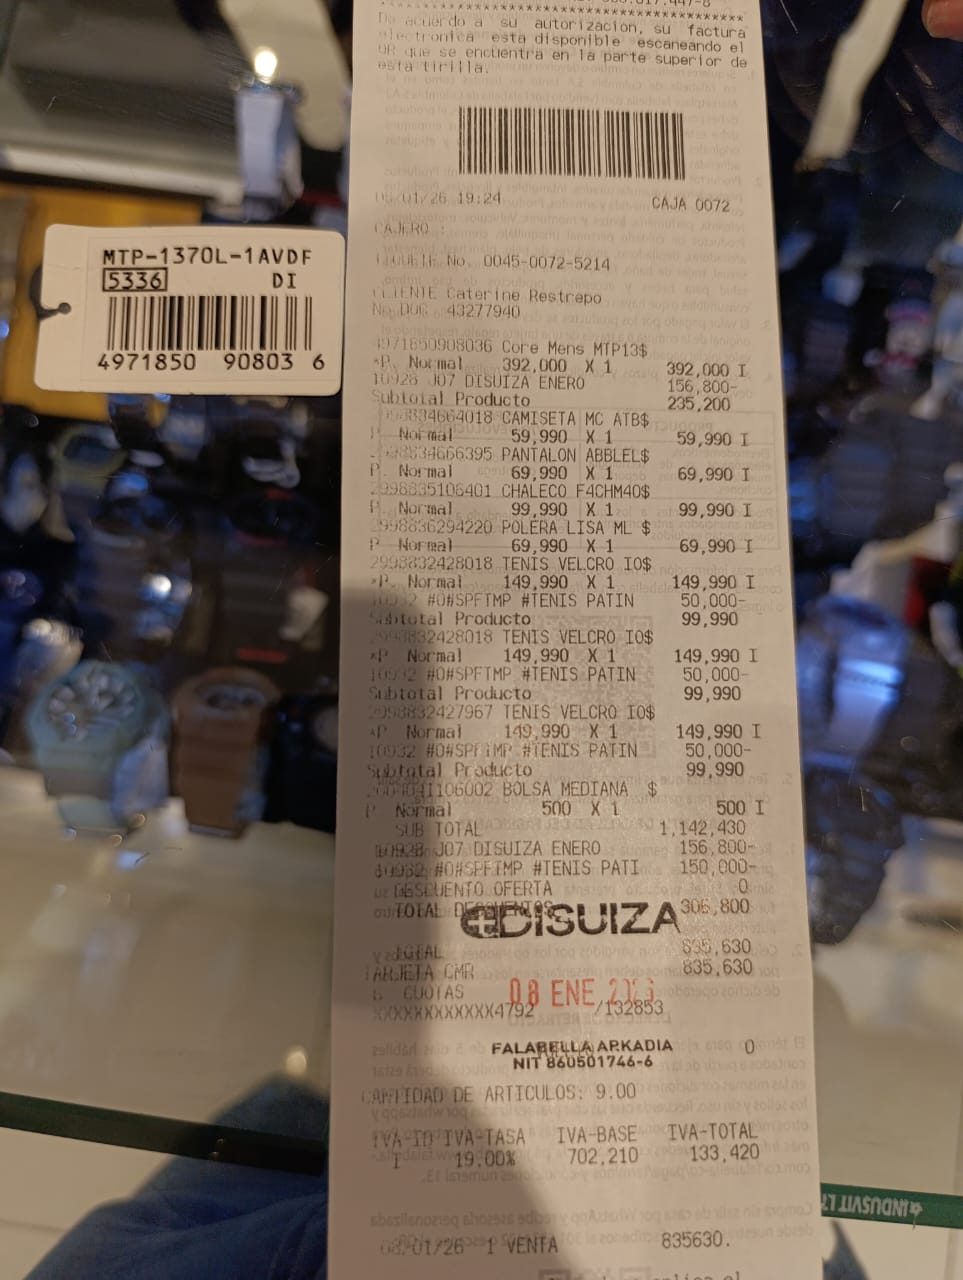 ***********************************************
De acuerdo a su autorizacion, su factura
electronica esta disponible escaneando el
QR que se encuentra en la parte superior de
esta tirilla.
/01/26 19:24 CAJA 0072
CAJERO :
No. 0045-0072-5214
CLIENTE Caterine Restrepo
No DOC 43277940
MTP-1370L-1AVDF
5336 DI
4971850 90803 6
4971850908036 Core Mens MTP13$
*P. Normal 392,000 X 1 392,000 I
10928 J07 DISUIZA ENERO 156,800-
Subtotal Producto 235,200
CAMISETA MC ATB$
P. Normal 59,990 X 1 59,990 I
PANTALON ABBLEL$
P. Normal 69,990 X 1 69,990 I
2998835106401 CHALECO F4CHM40$
P. Normal 99,990 X 1 99,990 I
2998836294220 POLERA LISA ML $
P. Normal 69,990 X 1 69,990 I
2998832428018 TENIS VELCRO IO$
*P. Normal 149,990 X 1 149,990 I
10932 #O#SPFTMP #TENIS PATIN 50,000-
Subtotal Producto 99,990
2998832428018 TENIS VELCRO IO$
*P Normal 149,990 X 1 149,990 I
10932 #O#SPFTMP #TENIS PATIN 50,000-
Subtotal Producto 99,990
2998832427967 TENIS VELCRO IO$
*P Normal 149,990 X 1 149,990 I
10932 #O#SPFTMP #TENIS PATIN 50,000-
Subtotal Producto 99,990
BOLSA MEDIANA $
P Normal 500 X 1 500 I
SUB TOTAL 1,142,430
10928 J07 DISUIZA ENERO 156,800-
10932 #O#SPFTMP #TENIS PATI 150,000-
DESCUENTO OFERTA 0
TOTAL DESCUENTOS 306,800
DISUIZA
TOTAL 835,630
TARJETA CMR 835,630
6 CUOTAS
08 ENE 2026
XXXXXXXXXXXX4792 /132853
FALABELLA ARKADIA 0
NIT 860501746-6
CANTIDAD DE ARTICULOS: 9.00
IVA-ID IVA-TASA IVA-BASE IVA-TOTAL
1 19.00% 702,210 133,420
08/01/26 1 VENTA 835630.
INDUSVIT